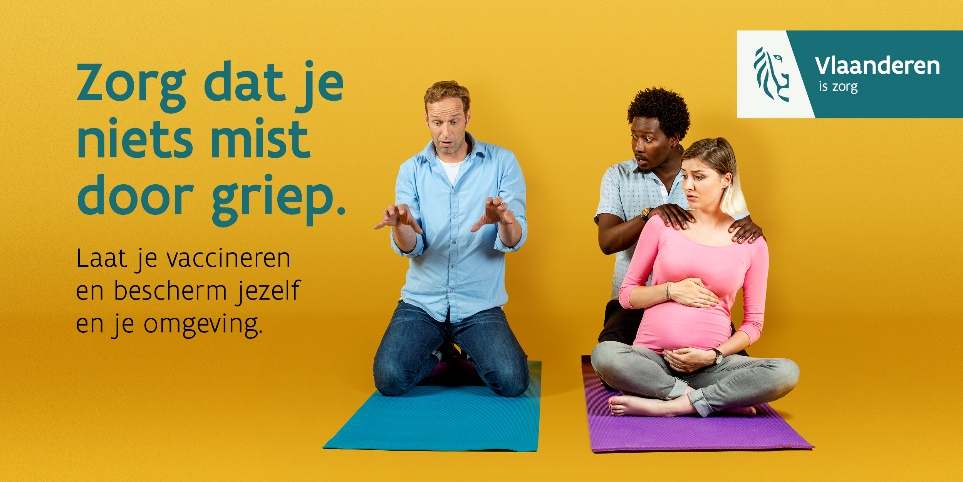 Zorg dat je
niets mist
door griep.
Laat je vaccineren
en bescherm jezelf
en je omgeving.
Vlaanderen
is zorg